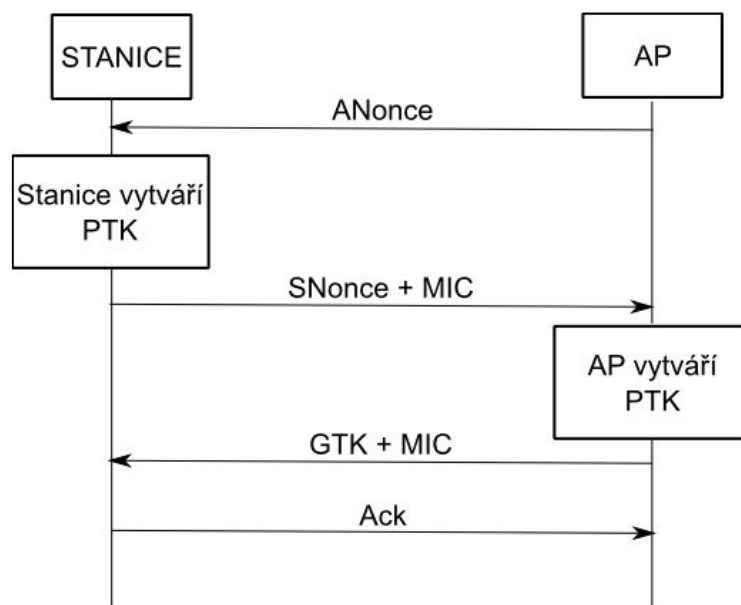 STANICE
AP
ANonce
Stanice vytváří
PTK
SNonce + MIC
AP vytváří
PTK
GTK + MIC
Ack